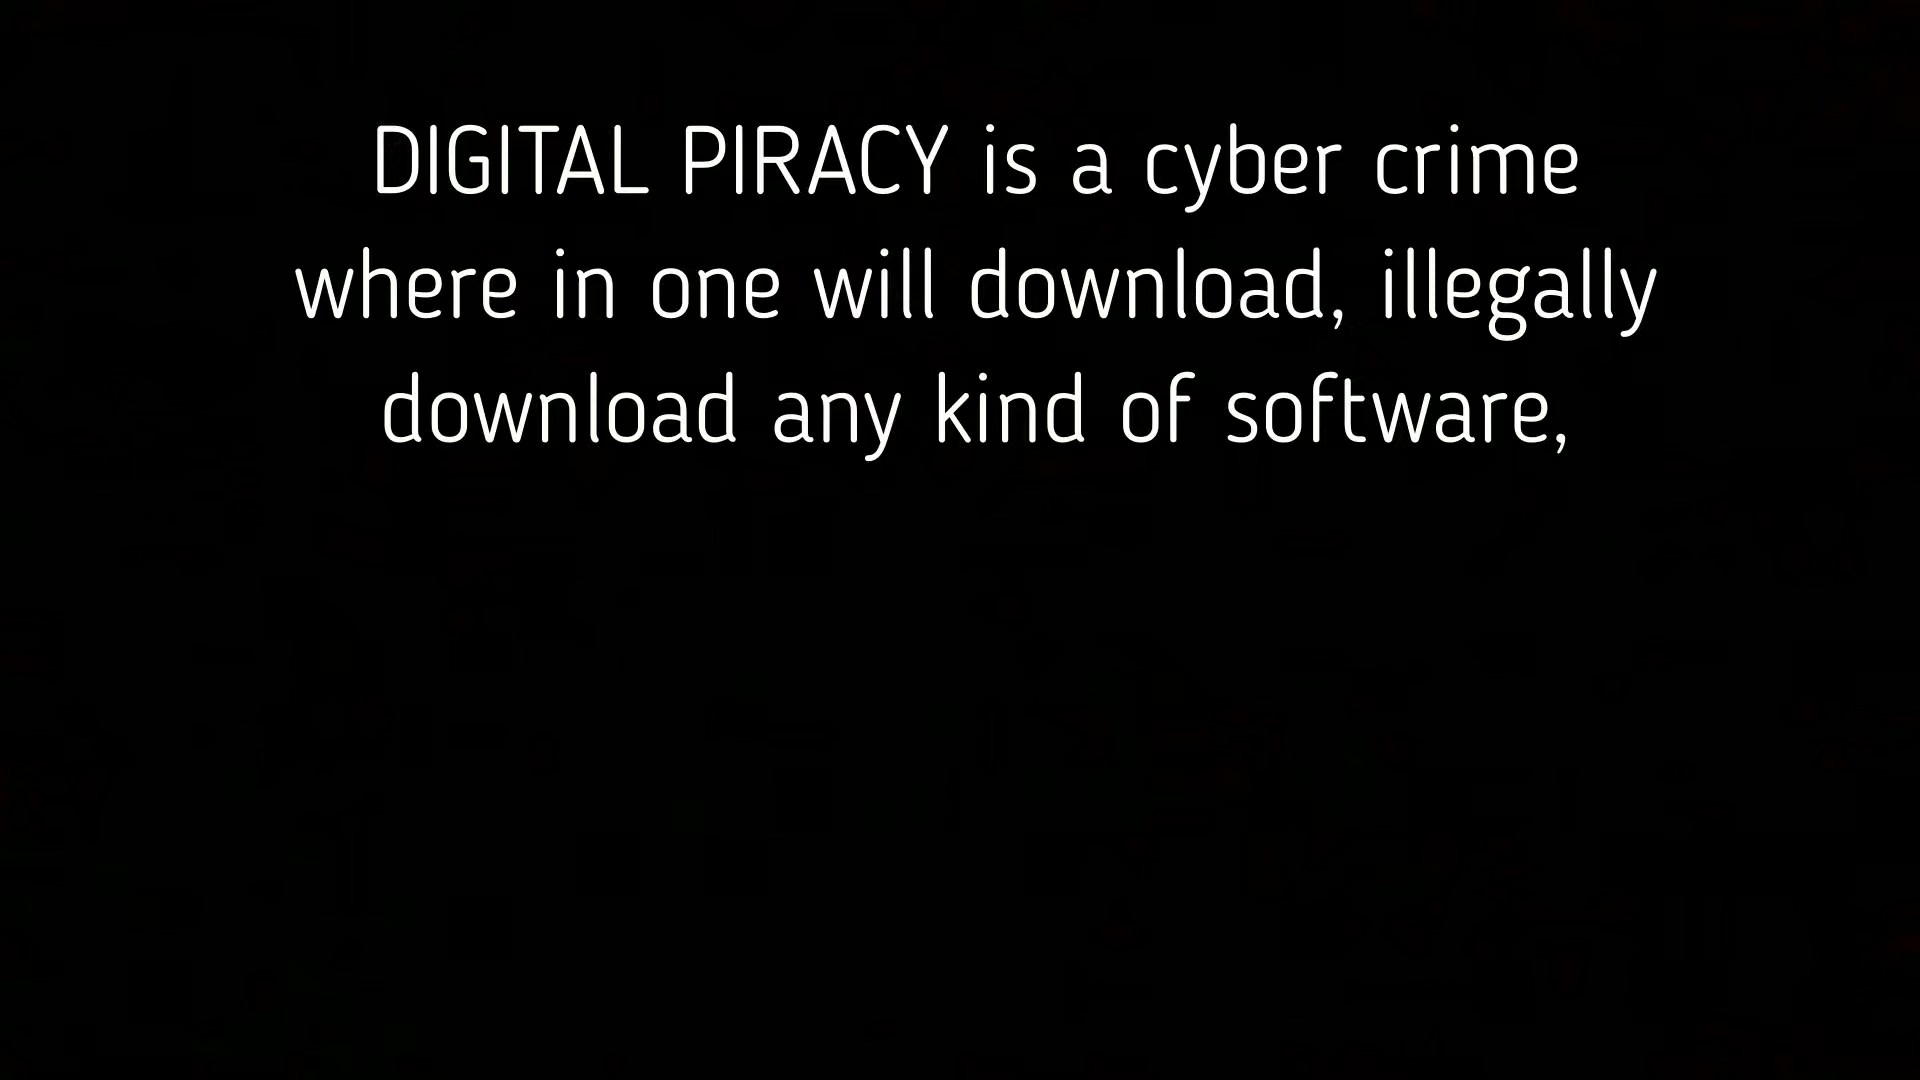 DIGITAL PIRACY is a cyber crime
where in one will download, illegally
download any kind of software,